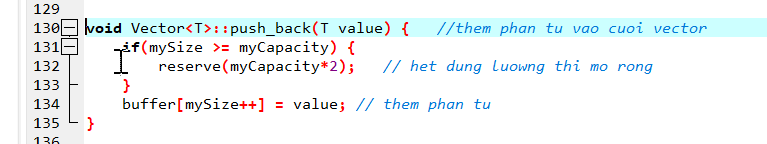 129
130 void Vector<T>::push_back(T value) { //them phan tu vao cuoi vector
131 if(mySize >= myCapacity) {
132 reserve(myCapacity*2); // het dung luowng thi mo rong
133 }
134 buffer[mySize++] = value; // them phan tu
135 }
136